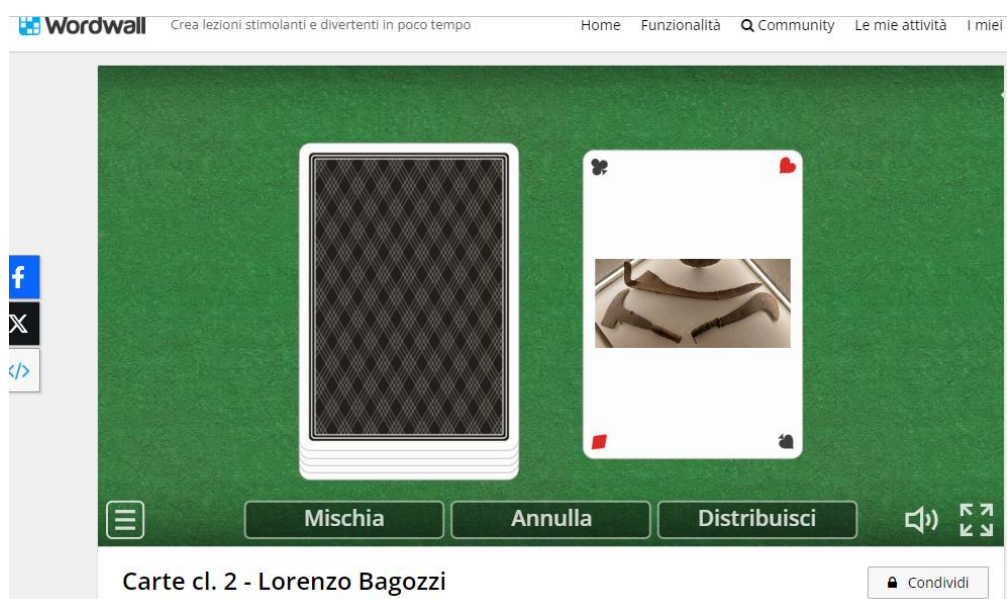 Wordwall Crea lezioni stimolanti e divertenti in poco tempo Home Funzionalità Community Le mie attività I miei
f
X
</>
Mischia Annulla Distribuisci
Carte cl. 2 - Lorenzo Bagozzi Condividi